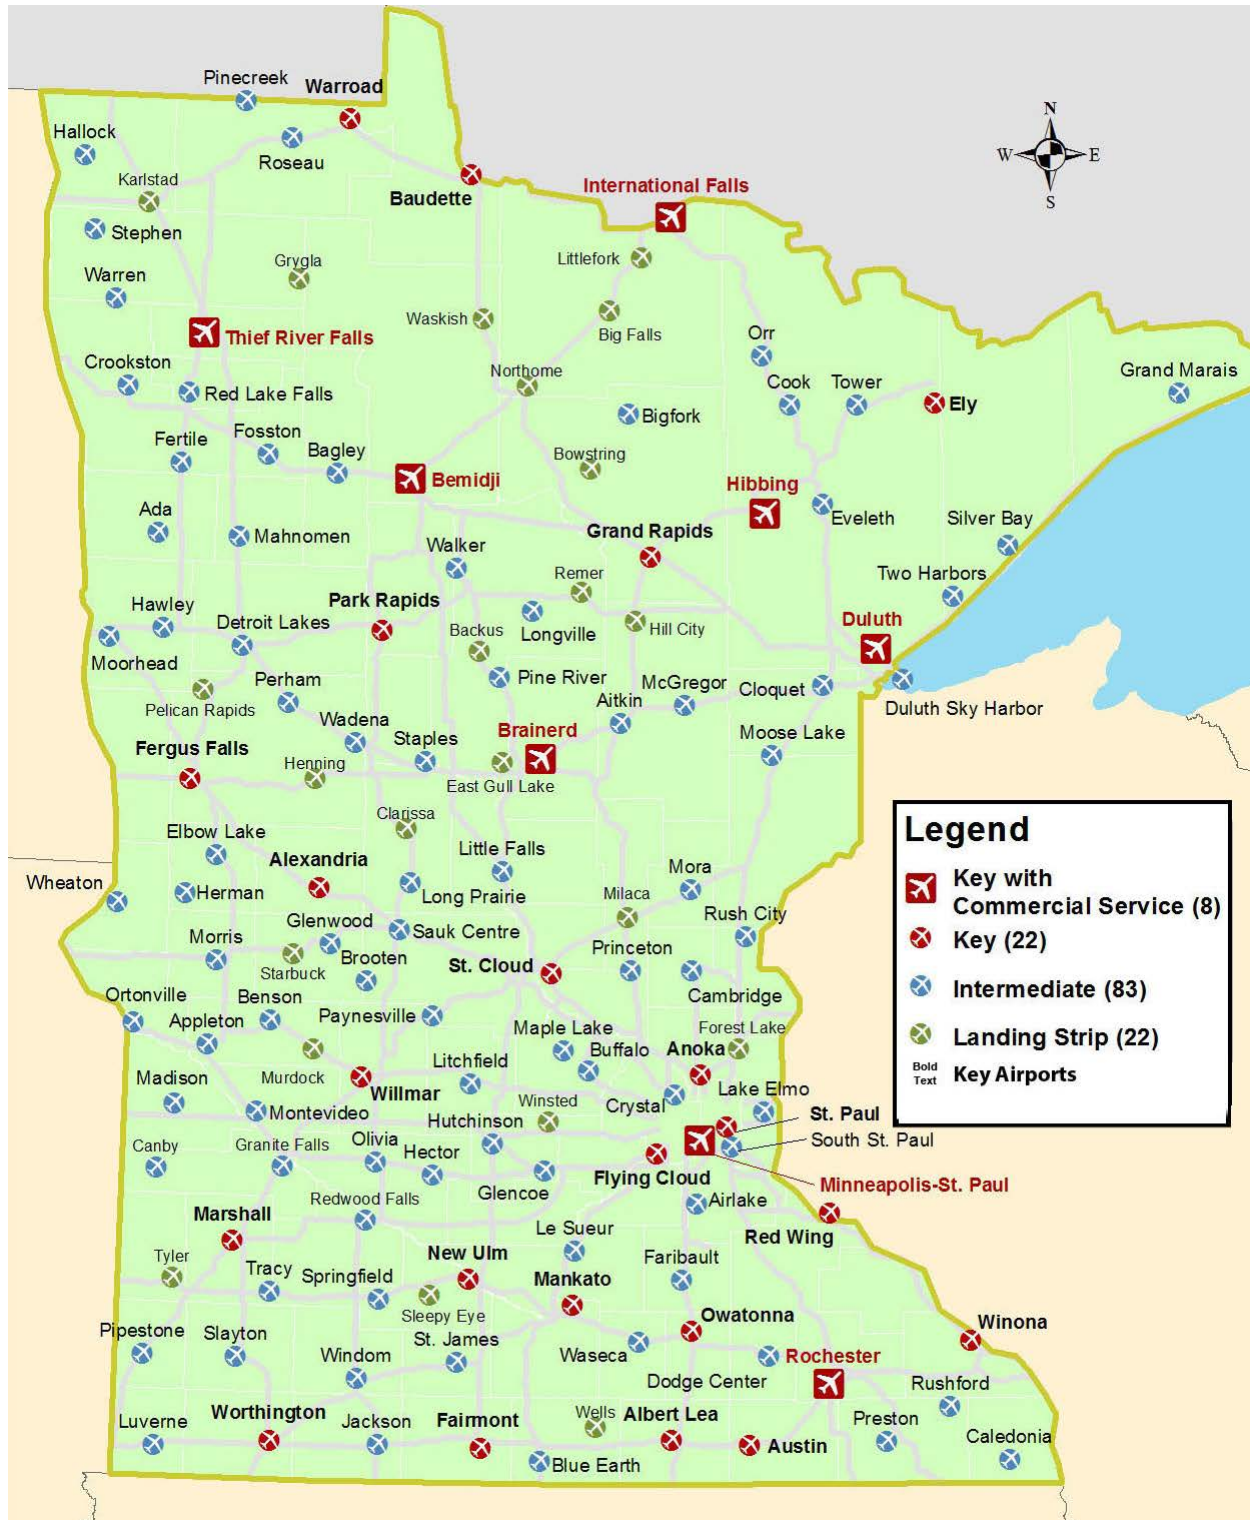 Pinecreek
Warroad
N
Hallock
Roseau
W
E
Karlstad
International Falls
Baudette
S
Stephen
Grygla
Littlefork
Warren
Waskish
Big Falls
Orr
Thief River Falls
Crookston
Northome
Grand Marais
Cook
Tower
Red Lake Falls
Ely
Bigfork
Fosston
Fertile
Bagley
Bowstring
Bemidji
Hibbing
Ada
Eveleth
Silver Bay
Grand Rapids
Mahnomen
Walker
Remer
Two Harbors
Park Rapids
Hawley
Duluth
Detroit Lakes
Backus
Longville
Hill City
Moorhead
Pine River
McGregor
Perham
Cloquet
Aitkin
Pelican Rapids
Duluth Sky Harbor
Wadena
Brainerd
Moose Lake
Staples
Fergus Falls
Henning
East Gull Lake
Clarissa
Legend
Elbow Lake
Little Falls
Alexandria
Mora
Key with
Commercial Service (8)
Wheaton
Herman
Long Prairie
Milaca
Rush City
Glenwood
Sauk Centre
Key (22)
Morris
Princeton
Brooten
St. Cloud
Starbuck
Intermediate (83)
Ortonville
Benson
Cambridge
Appleton
Paynesville
Maple Lake
Forest Lake
Landing Strip (22)
Buffalo
Anoka
Litchfield
Bold
Text
Key Airports
Madison
Murdock
Willmar
Lake Elmo
Winsted
Crystal
Montevideo
St. Paul
Hutchinson
Canby
Granite Falls
Olivia
South St. Paul
Hector
Flying Cloud
Glencoe
Minneapolis-St. Paul
Redwood Falls
Airlake
Marshall
Le Sueur
Red Wing
New Ulm
Tyler
Faribault
Tracy
Springfield
Mankato
Sleepy Eye
Owatonna
Winona
Pipestone
Slayton
St. James
Windom
Waseca
Rochester
Dodge Center
Rushford
Worthington
Wells
Albert Lea
Luverne
Jackson
Fairmont
Preston
Caledonia
Austin
Blue Earth